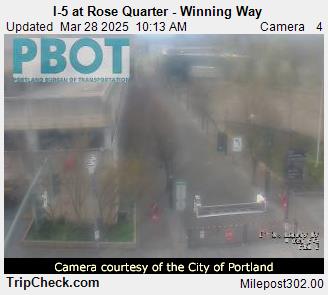 I-5 at Rose Quarter - Winning Way
Updated Mar 28 2025 10:13 AM Camera 4
PBOT
PORTLAND BUREAU OF TRANSPORTATION
Camera courtesy of the City of Portland
TripCheck.com Milepost302.00